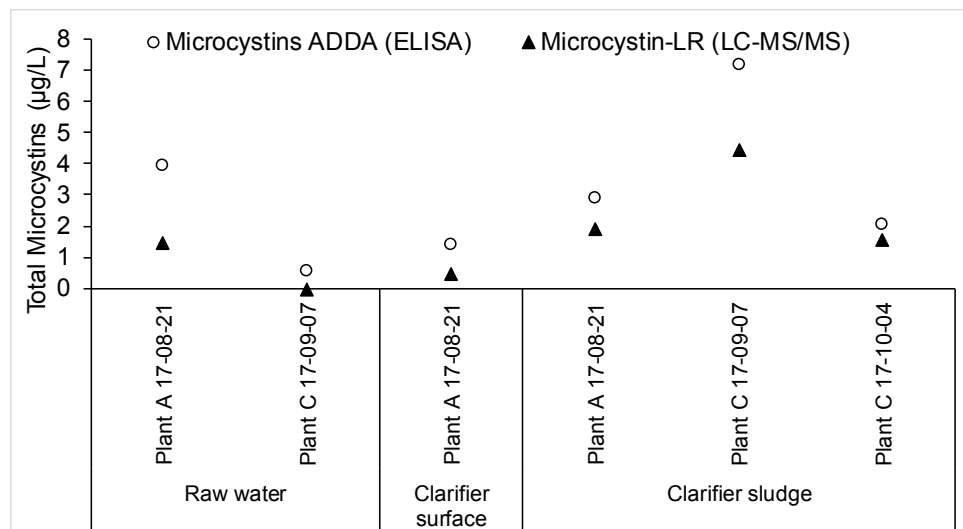 Microcystins ADDA (ELISA)
Microcystin-LR (LC-MS/MS)
Total Microcystins (µg/L)
8
7
6
5
4
3
2
1
0
Plant A 17-08-21
Plant C 17-09-07
Plant A 17-08-21
Plant A 17-08-21
Plant C 17-09-07
Plant C 17-10-04
Raw water
Clarifier
surface
Clarifier sludge